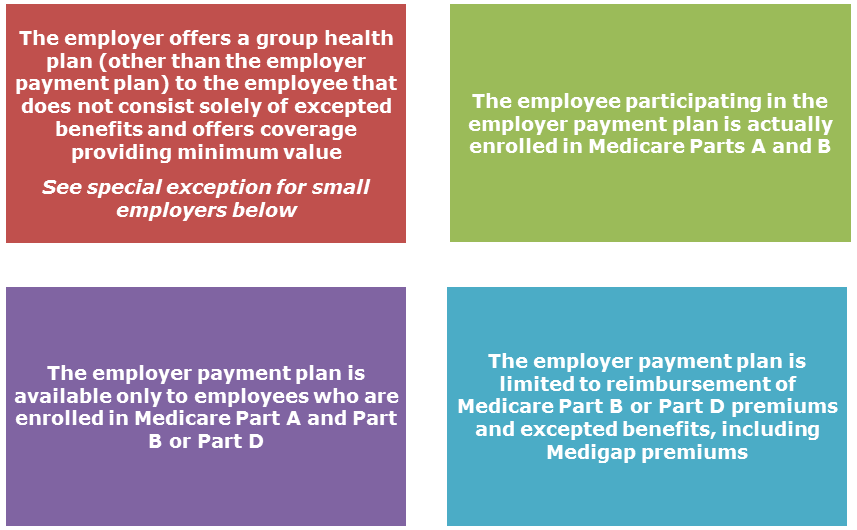 The employer offers a group health
plan (other than the employer
payment plan) to the employee that
does not consist solely of excepted
benefits and offers coverage
providing minimum value
See special exception for small
employers below
The employee participating in the
employer payment plan is actually
enrolled in Medicare Parts A and B
The employer payment plan is
available only to employees who are
enrolled in Medicare Part A and Part
B or Part D
The employer payment plan is
limited to reimbursement of
Medicare Part B or Part D premiums
and excepted benefits, including
Medigap premiums